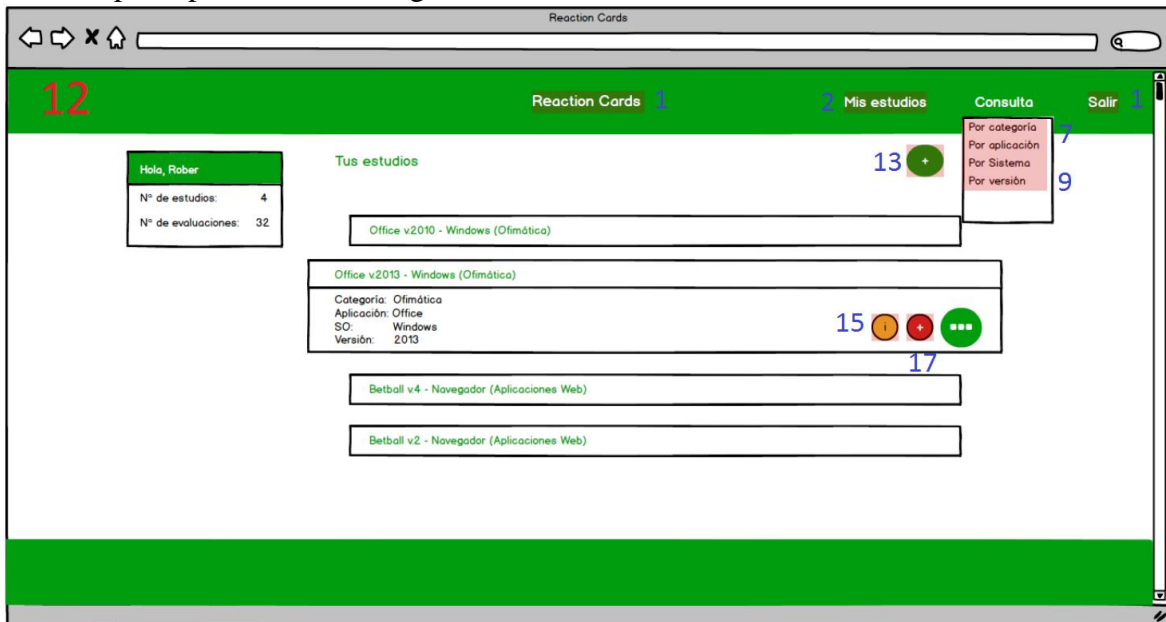 Reaction Cards
12
Reaction Cards 1
2 Mis estudios
Consulta
Salir 1
Por categoría 7
Por aplicación
Por Sistema
Por versión 9
Hola, Rober
Nº de estudios: 4
Nº de evaluaciones: 32
Tus estudios
13 +
Office v.2010 - Windows (Ofimática)
Office v.2013 - Windows (Ofimática)
Categoría: Ofimática
Aplicación: Office
SO: Windows
Versión: 2013
15 i +
17
Betball v.4 - Navegador (Aplicaciones Web)
Betball v.2 - Navegador (Aplicaciones Web)